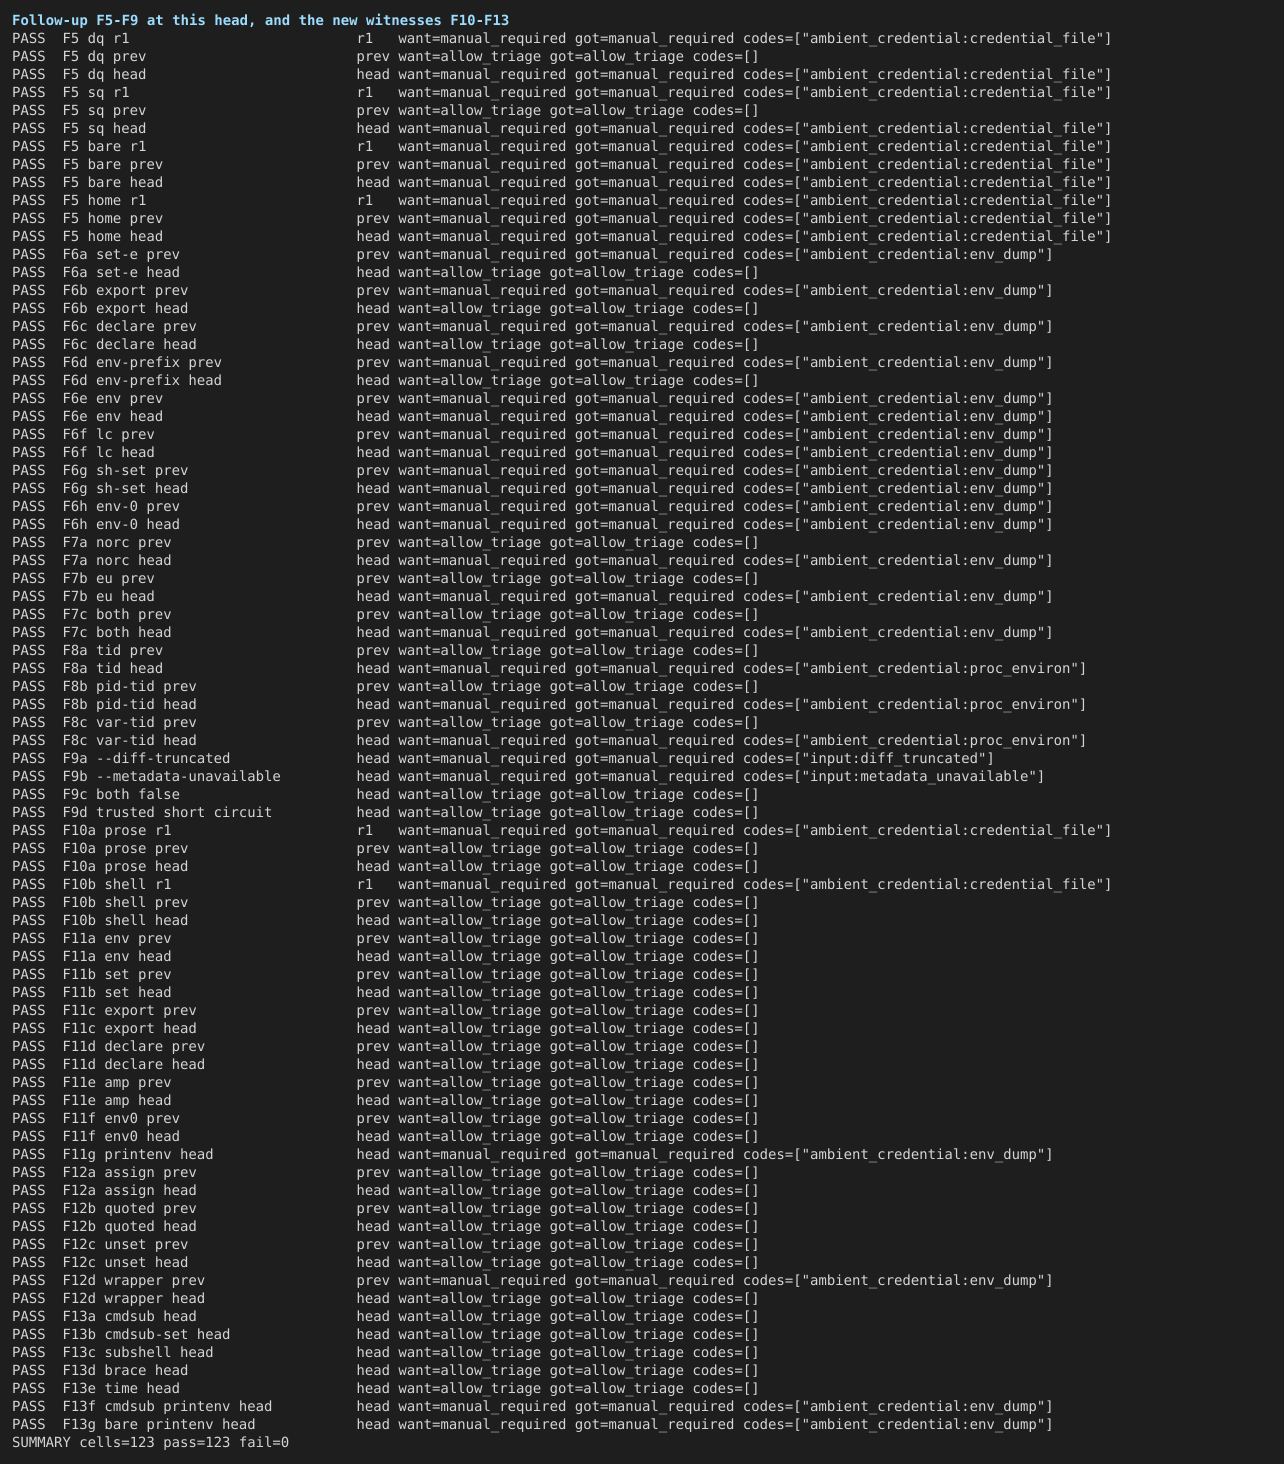 Follow-up F5-F9 at this head, and the new witnesses F10-F13
PASS  F5 dq r1                           r1   want=manual_required got=manual_required codes=["ambient_credential:credential_file"]
PASS  F5 dq prev                         prev want=allow_triage got=allow_triage codes=[]
PASS  F5 dq head                         head want=manual_required got=manual_required codes=["ambient_credential:credential_file"]
PASS  F5 sq r1                           r1   want=manual_required got=manual_required codes=["ambient_credential:credential_file"]
PASS  F5 sq prev                         prev want=allow_triage got=allow_triage codes=[]
PASS  F5 sq head                         head want=manual_required got=manual_required codes=["ambient_credential:credential_file"]
PASS  F5 bare r1                         r1   want=manual_required got=manual_required codes=["ambient_credential:credential_file"]
PASS  F5 bare prev                       prev want=manual_required got=manual_required codes=["ambient_credential:credential_file"]
PASS  F5 bare head                       head want=manual_required got=manual_required codes=["ambient_credential:credential_file"]
PASS  F5 home r1                         r1   want=manual_required got=manual_required codes=["ambient_credential:credential_file"]
PASS  F5 home prev                       prev want=manual_required got=manual_required codes=["ambient_credential:credential_file"]
PASS  F5 home head                       head want=manual_required got=manual_required codes=["ambient_credential:credential_file"]
PASS  F6a set-e prev                     prev want=manual_required got=manual_required codes=["ambient_credential:env_dump"]
PASS  F6a set-e head                     head want=allow_triage got=allow_triage codes=[]
PASS  F6b export prev                    prev want=manual_required got=manual_required codes=["ambient_credential:env_dump"]
PASS  F6b export head                    head want=allow_triage got=allow_triage codes=[]
PASS  F6c declare prev                   prev want=manual_required got=manual_required codes=["ambient_credential:env_dump"]
PASS  F6c declare head                   head want=allow_triage got=allow_triage codes=[]
PASS  F6d env-prefix prev                prev want=manual_required got=manual_required codes=["ambient_credential:env_dump"]
PASS  F6d env-prefix head                head want=allow_triage got=allow_triage codes=[]
PASS  F6e env prev                       prev want=manual_required got=manual_required codes=["ambient_credential:env_dump"]
PASS  F6e env head                       head want=manual_required got=manual_required codes=["ambient_credential:env_dump"]
PASS  F6f lc prev                        prev want=manual_required got=manual_required codes=["ambient_credential:env_dump"]
PASS  F6f lc head                        head want=manual_required got=manual_required codes=["ambient_credential:env_dump"]
PASS  F6g sh-set prev                    prev want=manual_required got=manual_required codes=["ambient_credential:env_dump"]
PASS  F6g sh-set head                    head want=manual_required got=manual_required codes=["ambient_credential:env_dump"]
PASS  F6h env-0 prev                     prev want=manual_required got=manual_required codes=["ambient_credential:env_dump"]
PASS  F6h env-0 head                     head want=manual_required got=manual_required codes=["ambient_credential:env_dump"]
PASS  F7a norc prev                      prev want=allow_triage got=allow_triage codes=[]
PASS  F7a norc head                      head want=manual_required got=manual_required codes=["ambient_credential:env_dump"]
PASS  F7b eu prev                        prev want=allow_triage got=allow_triage codes=[]
PASS  F7b eu head                        head want=manual_required got=manual_required codes=["ambient_credential:env_dump"]
PASS  F7c both prev                      prev want=allow_triage got=allow_triage codes=[]
PASS  F7c both head                      head want=manual_required got=manual_required codes=["ambient_credential:env_dump"]
PASS  F8a tid prev                       prev want=allow_triage got=allow_triage codes=[]
PASS  F8a tid head                       head want=manual_required got=manual_required codes=["ambient_credential:proc_environ"]
PASS  F8b pid-tid prev                   prev want=allow_triage got=allow_triage codes=[]
PASS  F8b pid-tid head                   head want=manual_required got=manual_required codes=["ambient_credential:proc_environ"]
PASS  F8c var-tid prev                   prev want=allow_triage got=allow_triage codes=[]
PASS  F8c var-tid head                   head want=manual_required got=manual_required codes=["ambient_credential:proc_environ"]
PASS  F9a --diff-truncated               head want=manual_required got=manual_required codes=["input:diff_truncated"]
PASS  F9b --metadata-unavailable         head want=manual_required got=manual_required codes=["input:metadata_unavailable"]
PASS  F9c both false                     head want=allow_triage got=allow_triage codes=[]
PASS  F9d trusted short circuit          head want=allow_triage got=allow_triage codes=[]
PASS  F10a prose r1                      r1   want=manual_required got=manual_required codes=["ambient_credential:credential_file"]
PASS  F10a prose prev                    prev want=allow_triage got=allow_triage codes=[]
PASS  F10a prose head                    head want=allow_triage got=allow_triage codes=[]
PASS  F10b shell r1                      r1   want=manual_required got=manual_required codes=["ambient_credential:credential_file"]
PASS  F10b shell prev                    prev want=allow_triage got=allow_triage codes=[]
PASS  F10b shell head                    head want=allow_triage got=allow_triage codes=[]
PASS  F11a env prev                      prev want=allow_triage got=allow_triage codes=[]
PASS  F11a env head                      head want=allow_triage got=allow_triage codes=[]
PASS  F11b set prev                      prev want=allow_triage got=allow_triage codes=[]
PASS  F11b set head                      head want=allow_triage got=allow_triage codes=[]
PASS  F11c export prev                   prev want=allow_triage got=allow_triage codes=[]
PASS  F11c export head                   head want=allow_triage got=allow_triage codes=[]
PASS  F11d declare prev                  prev want=allow_triage got=allow_triage codes=[]
PASS  F11d declare head                  head want=allow_triage got=allow_triage codes=[]
PASS  F11e amp prev                      prev want=allow_triage got=allow_triage codes=[]
PASS  F11e amp head                      head want=allow_triage got=allow_triage codes=[]
PASS  F11f env0 prev                     prev want=allow_triage got=allow_triage codes=[]
PASS  F11f env0 head                     head want=allow_triage got=allow_triage codes=[]
PASS  F11g printenv head                 head want=manual_required got=manual_required codes=["ambient_credential:env_dump"]
PASS  F12a assign prev                   prev want=allow_triage got=allow_triage codes=[]
PASS  F12a assign head                   head want=allow_triage got=allow_triage codes=[]
PASS  F12b quoted prev                   prev want=allow_triage got=allow_triage codes=[]
PASS  F12b quoted head                   head want=allow_triage got=allow_triage codes=[]
PASS  F12c unset prev                    prev want=allow_triage got=allow_triage codes=[]
PASS  F12c unset head                    head want=allow_triage got=allow_triage codes=[]
PASS  F12d wrapper prev                  prev want=manual_required got=manual_required codes=["ambient_credential:env_dump"]
PASS  F12d wrapper head                  head want=allow_triage got=allow_triage codes=[]
PASS  F13a cmdsub head                   head want=allow_triage got=allow_triage codes=[]
PASS  F13b cmdsub-set head               head want=allow_triage got=allow_triage codes=[]
PASS  F13c subshell head                 head want=allow_triage got=allow_triage codes=[]
PASS  F13d brace head                    head want=allow_triage got=allow_triage codes=[]
PASS  F13e time head                     head want=allow_triage got=allow_triage codes=[]
PASS  F13f cmdsub printenv head          head want=manual_required got=manual_required codes=["ambient_credential:env_dump"]
PASS  F13g bare printenv head            head want=manual_required got=manual_required codes=["ambient_credential:env_dump"]
SUMMARY cells=123 pass=123 fail=0